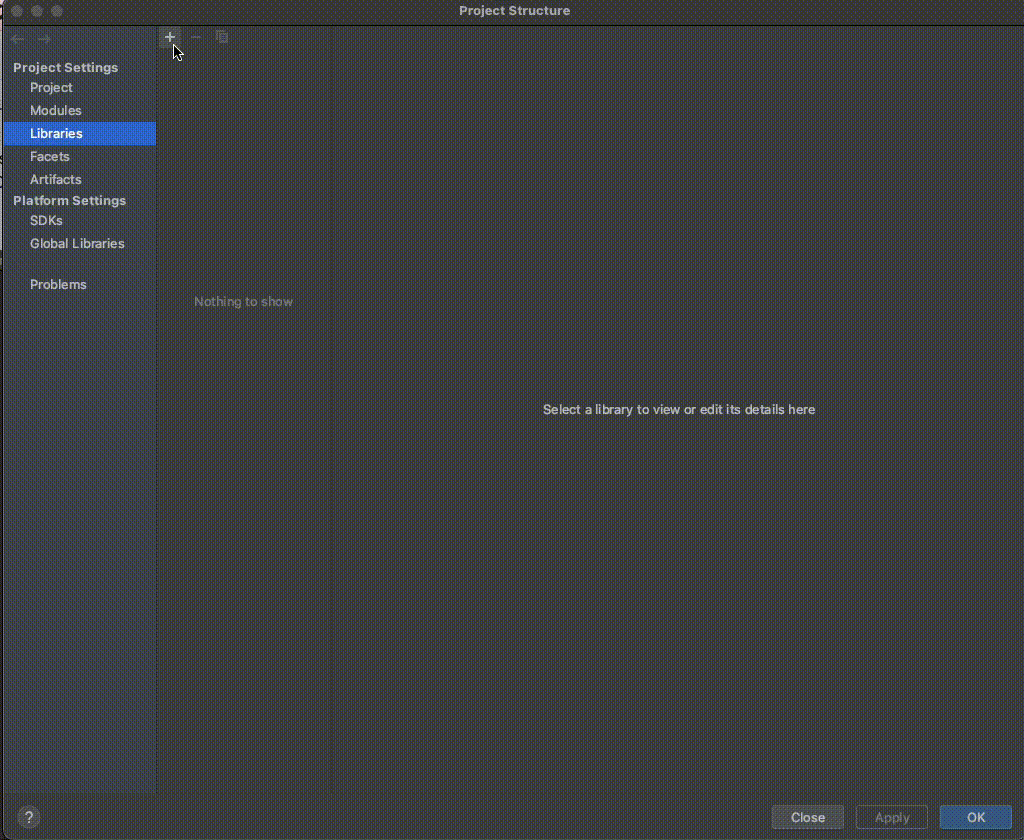 Project Structure
Project Settings
Project
Modules
Libraries
Facets
Artifacts
Platform Settings
SDKs
Global Libraries
Problems
Nothing to show
Select a library to view or edit its details here
?
Close
Apply
OK